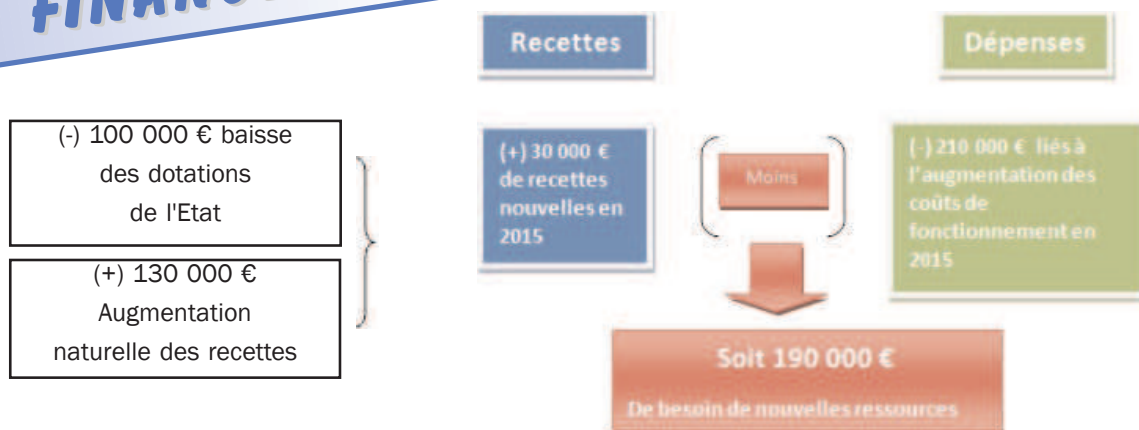 (-) 100 000 € baisse
des dotations
de l'Etat
(+) 130 000 €
Augmentation
naturelle des recettes
Recettes
(+) 30 000 €
de recettes
nouvelles en
2015
Moins
Dépenses
(-) 210 000 € liés à
l'augmentation des
coûts de
fonctionnement en
2015
Soit 190 000 €
De besoin de nouvelles ressources